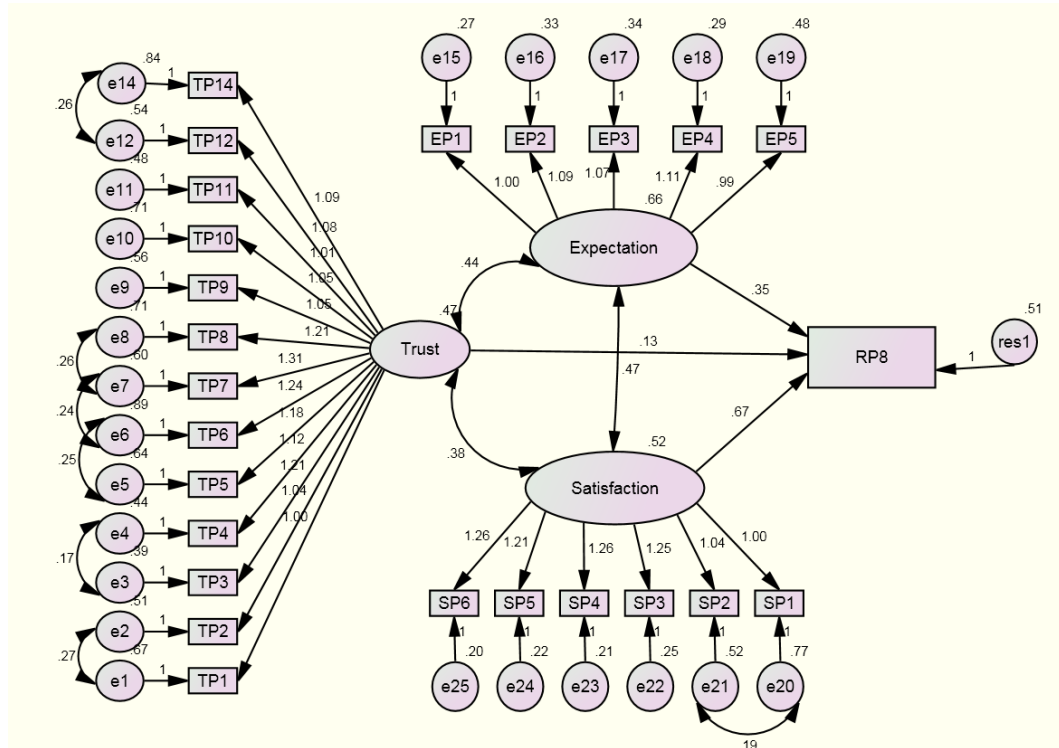 .27 .33 .34 .29 .48
e15 e16 e17 e18 e19
1 1 1 1 1
EP1 EP2 EP3 EP4 EP5
1.00 1.09 1.07 1.11 .99
.66
Expectation
.84
e14 1 TP14
.26
.54
e12 1 TP12
.48
e11 1 TP11
.71
e10 1 TP10
.56
e9 1 TP9
.71
e8 1 TP8
.26
.60
e7 1 TP7
.24
.89
e6 1 TP6
.25
.64
e5 1 TP5
.44
e4 1 TP4
.17
.39
e3 1 TP3
.51
e2 1 TP2
.27
.67
e1 1 TP1
1.09
1.08
1.01
1.05
1.05
1.21
1.31
1.24
1.18
1.12
1.21
1.04
1.00
.47
Trust
.44
.38
.47
.35
.13
.67
RP8
.51
res1
1
.52
Satisfaction
1.26 1.21 1.26 1.25 1.04 1.00
SP6 SP5 SP4 SP3 SP2 SP1
1 1 1 1 1 1
.20 .22 .21 .25 .52 .77
e25 e24 e23 e22 e21 e20
.19